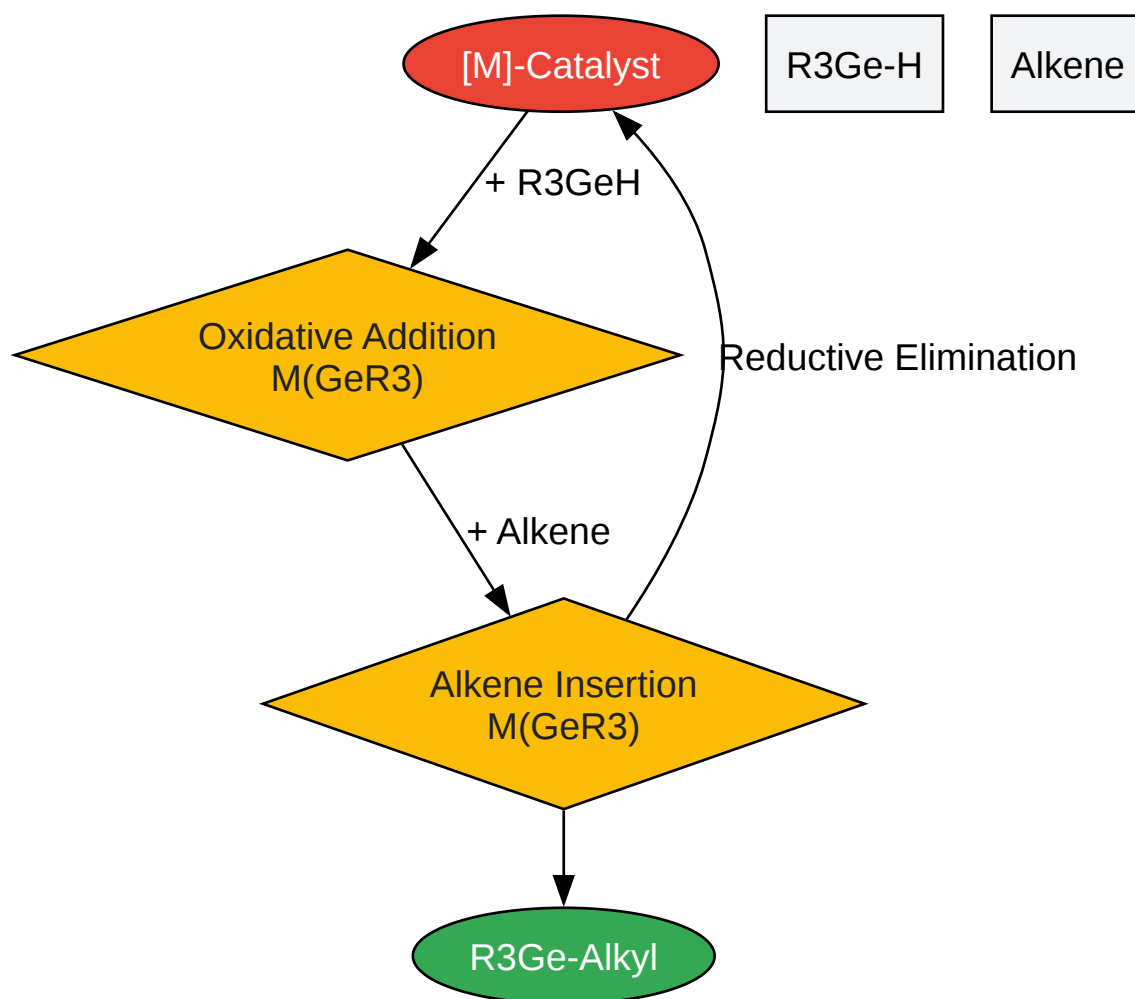 [M]-Catalyst
R3Ge-H
Alkene
+ R3GeH
Oxidative Addition
M(GeR3)
Reductive Elimination
+ Alkene
Alkene Insertion
M(GeR3)
R3Ge-Alkyl